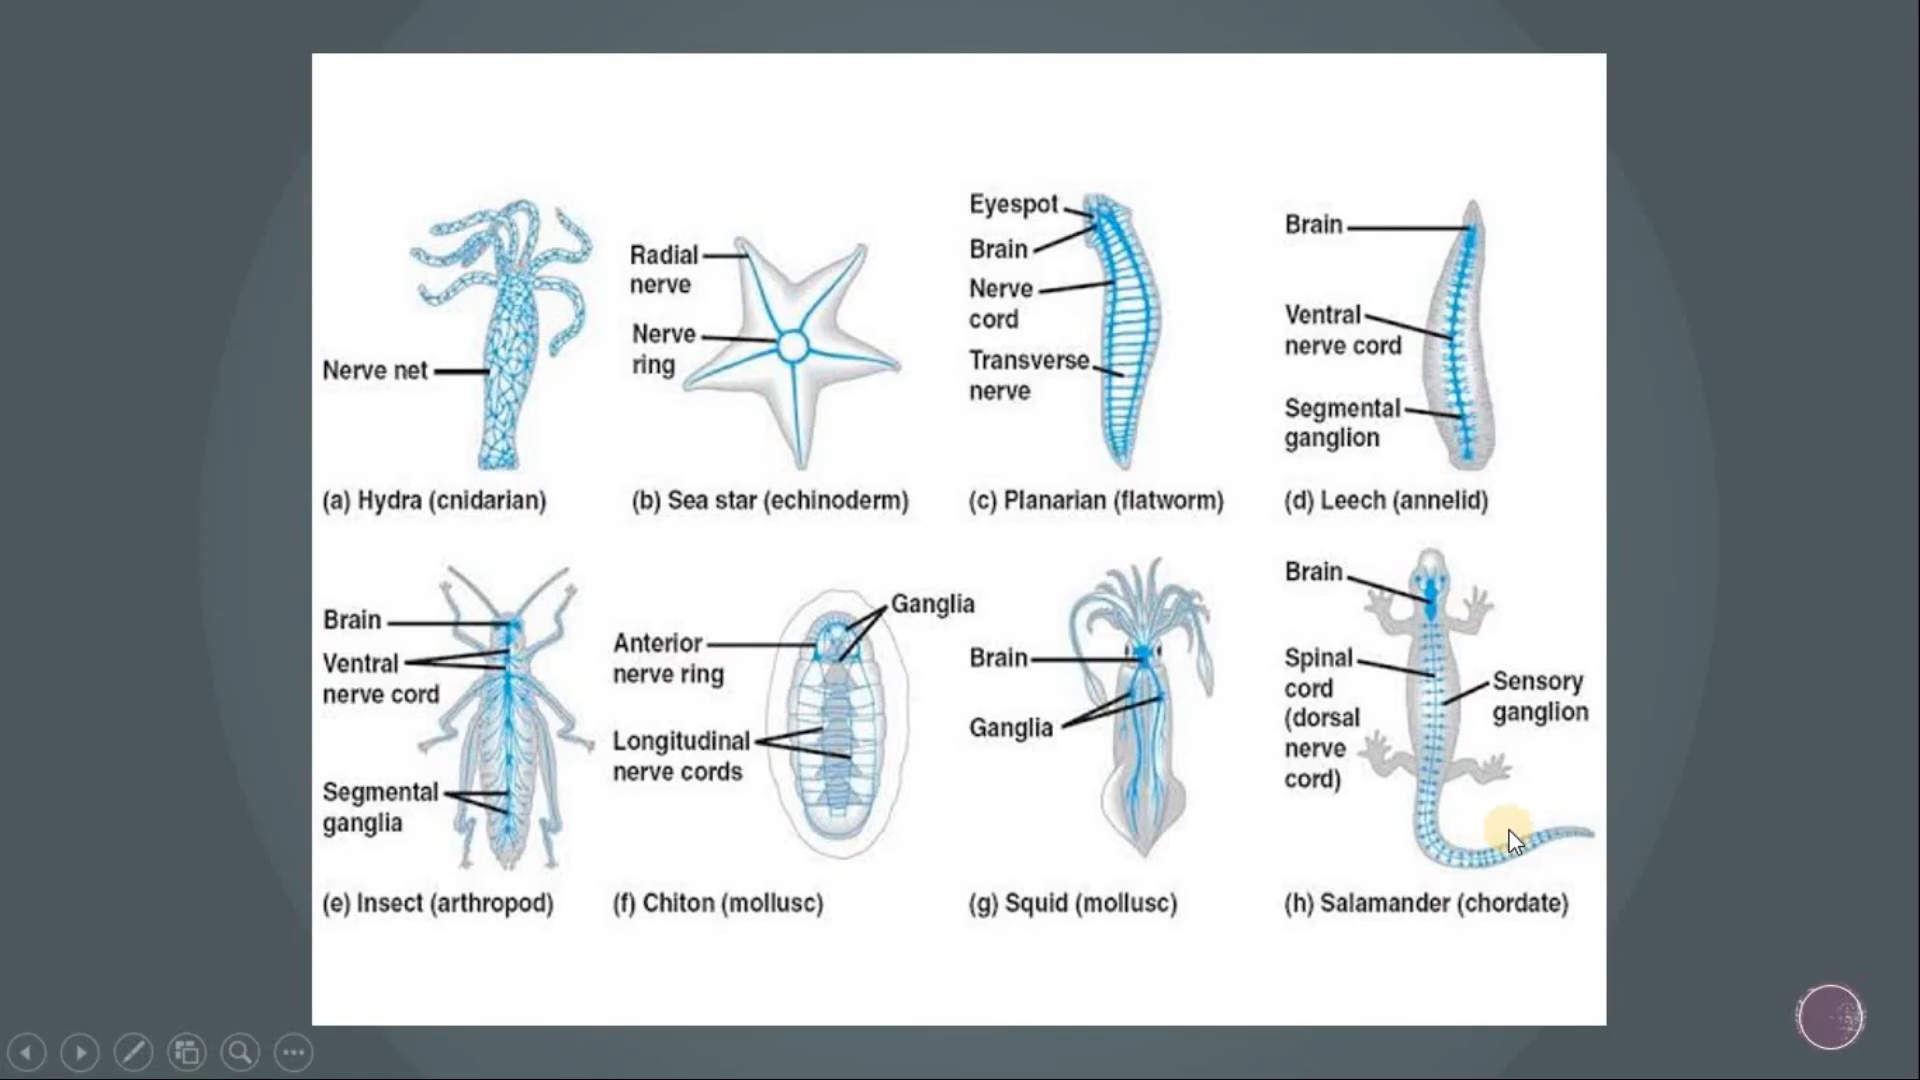 Nerve net
(a) Hydra (cnidarian)
Radial
nerve
Nerve
ring
(b) Sea star (echinoderm)
Eyespot
Brain
Nerve
cord
Transverse
nerve
(c) Planarian (flatworm)
Brain
Ventral
nerve cord
Segmental
ganglion
(d) Leech (annelid)
Brain
Ventral
nerve cord
Segmental
ganglia
(e) Insect (arthropod)
Ganglia
Anterior
nerve ring
Longitudinal
nerve cords
(f) Chiton (mollusc)
Brain
Ganglia
(g) Squid (mollusc)
Brain
Spinal
cord
(dorsal
nerve
cord)
Sensory
ganglion
(h) Salamander (chordate)